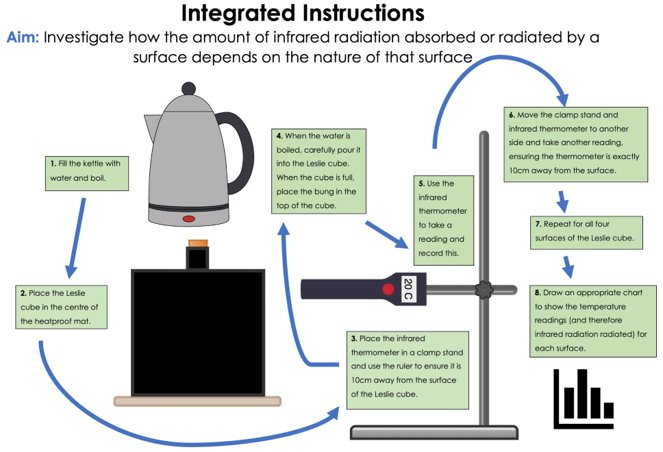 Integrated Instructions
Aim: Investigate how the amount of infrared radiation absorbed or radiated by a
surface depends on the nature of that surface
1. Fill the kettle with
water and boil.
2. Place the Leslie
cube in the centre of
the heatproof mat.
3. Place the infrared
thermometer in a clamp stand
and use the ruler to ensure it is
10cm away from the surface
of the Leslie cube.
4. When the water is
boiled, carefully pour it
into the Leslie cube.
When the cube is full,
place the bung in the
top of the cube.
5. Use the
infrared
thermometer
to take a
reading and
record this.
20 C
6. Move the clamp stand and
infrared thermometer to another
side and take another reading,
ensuring the thermometer is exactly
10cm away from the surface.
7. Repeat for all four
surfaces of the Leslie cube.
8. Draw an appropriate chart
to show the temperature
readings (and therefore
infrared radiation radiated) for
each surface.